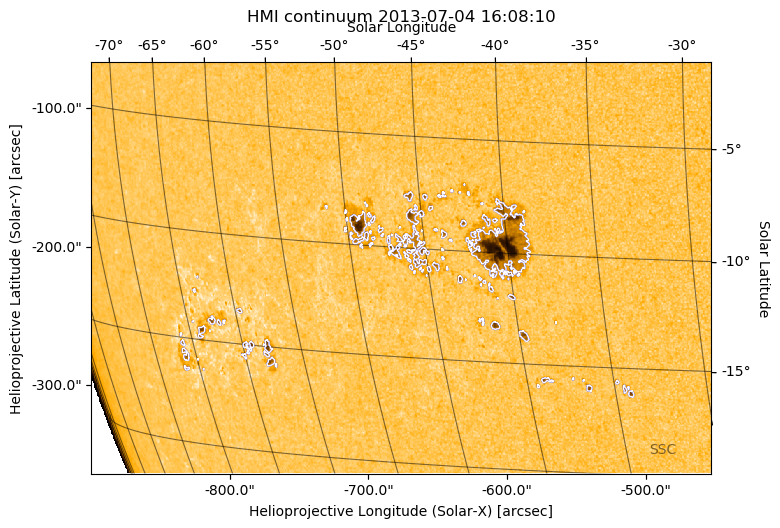 HMI continuum 2013-07-04 16:08:10
Solar Longitude
-70° -65° -60° -55° -50° -45° -40° -35° -30°
-100.0"
-5°
-200.0"
-10°
-300.0"
-15°
Helioprojective Latitude (Solar-Y) [arcsec]
Solar Latitude
SSC
-800.0" -700.0" -600.0" -500.0"
Helioprojective Longitude (Solar-X) [arcsec]